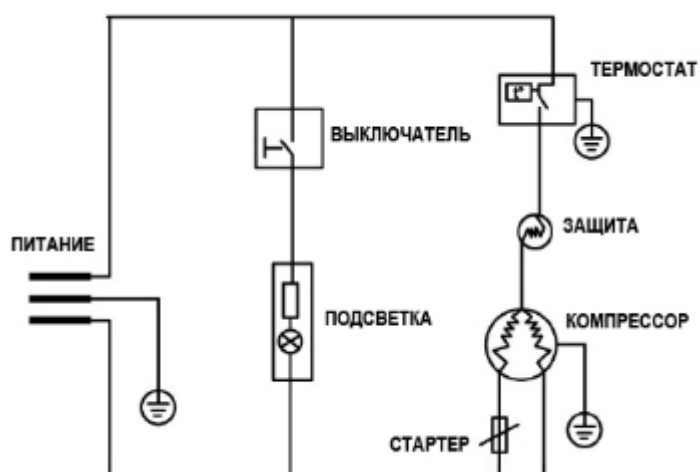 ТЕРМОСТАТ
t°
ВЫКЛЮЧАТЕЛЬ
ЗАЩИТА
ПИТАНИЕ
ПОДСВЕТКА
КОМПРЕССОР
СТАРТЕР